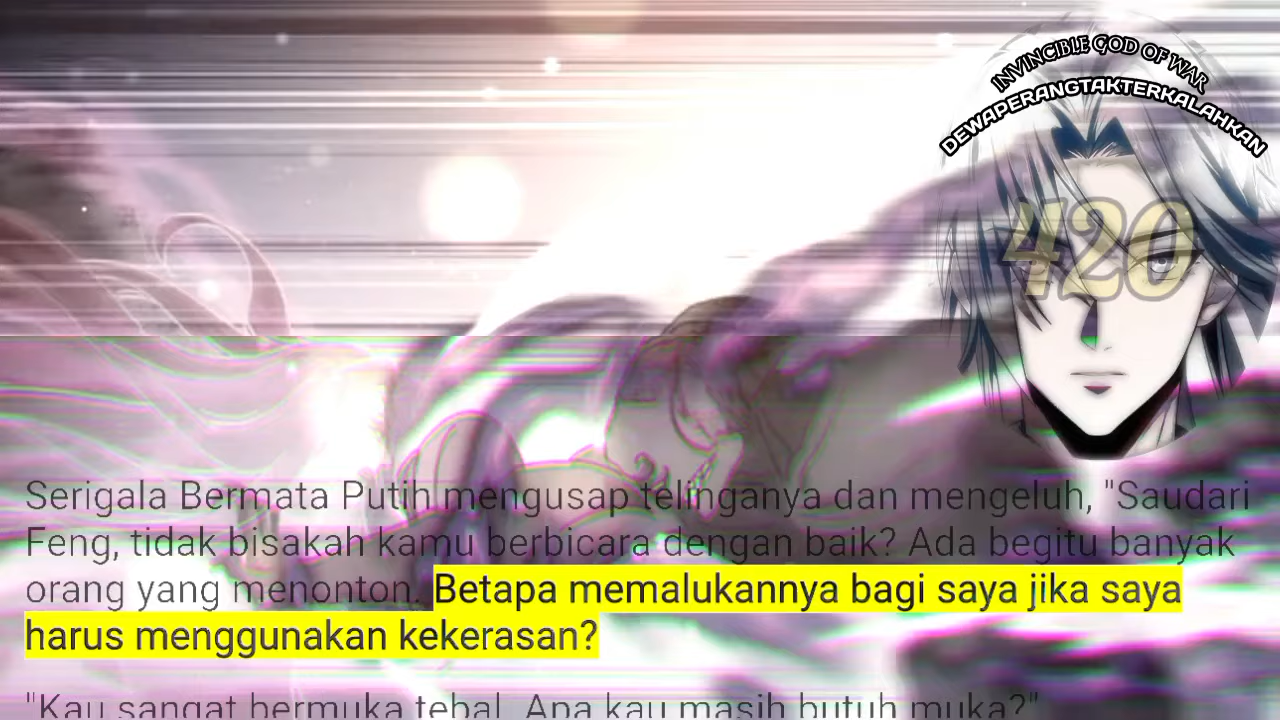 INVINCIBLE GOD OF WAR
DEWAPERANGTAKTERKALAHKAN
420
Serigala Bermata Putih mengusap telinganya dan mengeluh, "Saudari
Feng, tidak bisakah kamu berbicara dengan baik? Ada begitu banyak
orang yang menonton. Betapa memalukannya bagi saya jika saya
harus menggunakan kekerasan?
"Kau sangat bermuka tebal. Apa kau masih butuh muka?"